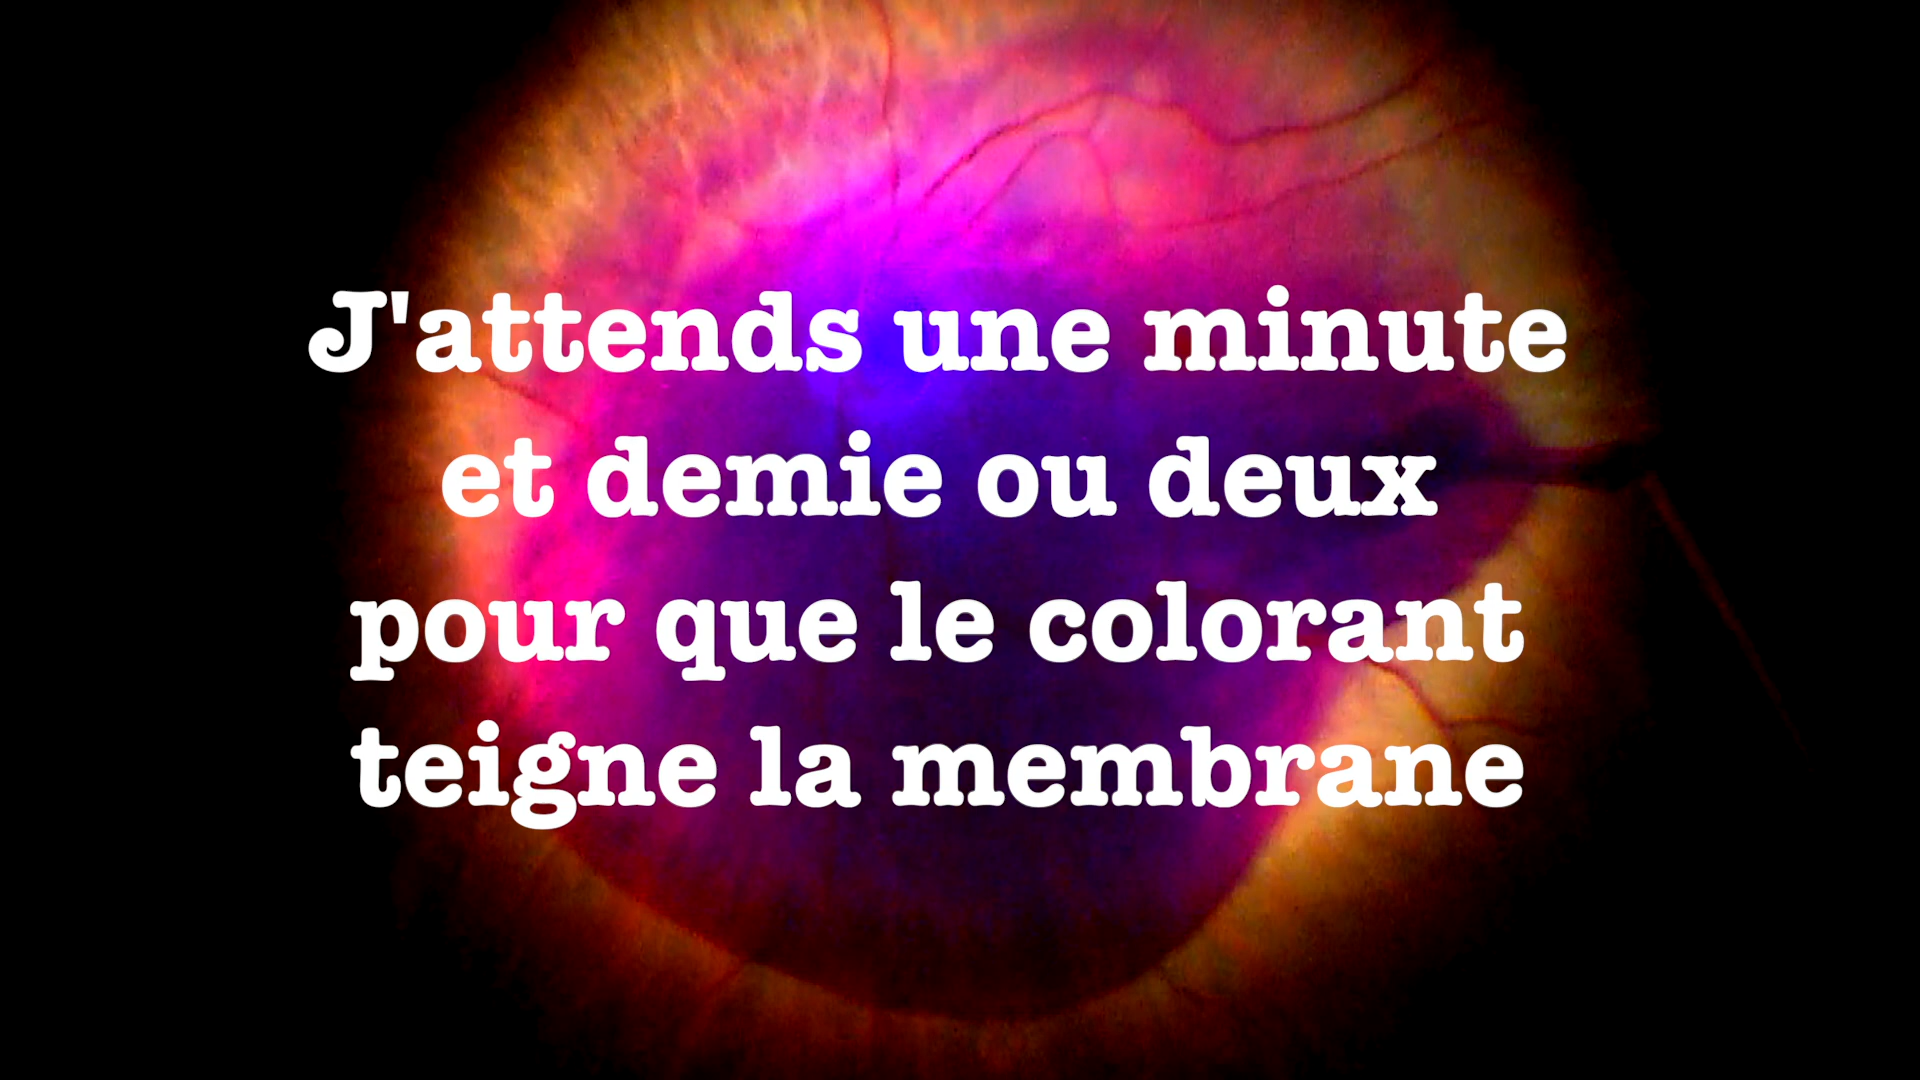 J'attends une minute
et demie ou deux
pour que le colorant
teigne la membrane